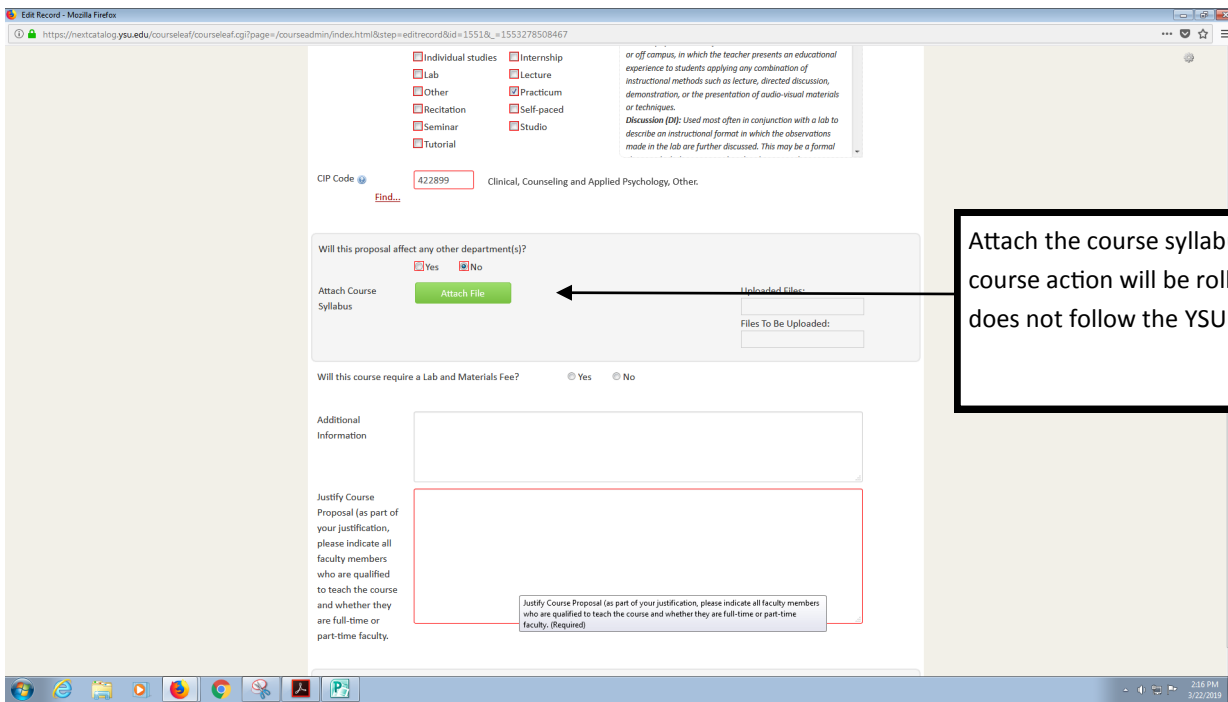 Edit Record - Mozilla Firefox
https://nextcatalog.ysu.edu/courseleaf/courseleaf.cgi?page=/courseadmin/index.html&step=editrecord&id=1551&_=1553278508467
Individual studies Internship
Lab Lecture
Other Practicum
Recitation Self-paced
Seminar Studio
Tutorial
or off campus, in which the teacher presents an educational
experience to students applying any combination of
instructional methods such as lecture, directed discussion,
demonstration, or the presentation of audio-visual materials
or techniques.
Discussion (DI): Used most often in conjunction with a lab to
describe an instructional format in which the observations
made in the lab are further discussed. This may be a formal
CIP Code 422899 Clinical, Counseling and Applied Psychology, Other.
Find...
Will this proposal affect any other department(s)?
Yes No
Attach Course
Syllabus
Attach File
Uploaded Files:
Files To Be Uploaded:
Attach the course syllab
course action will be roll
does not follow the YSU
Will this course require a Lab and Materials Fee? Yes No
Additional
Information
Justify Course
Proposal (as part of
your justification,
please indicate all
faculty members
who are qualified
to teach the course
and whether they
are full-time or
part-time faculty.
Justify Course Proposal (as part of your justification, please indicate all faculty members
who are qualified to teach the course and whether they are full-time or part-time
faculty. (Required)
2:16 PM
3/22/2019